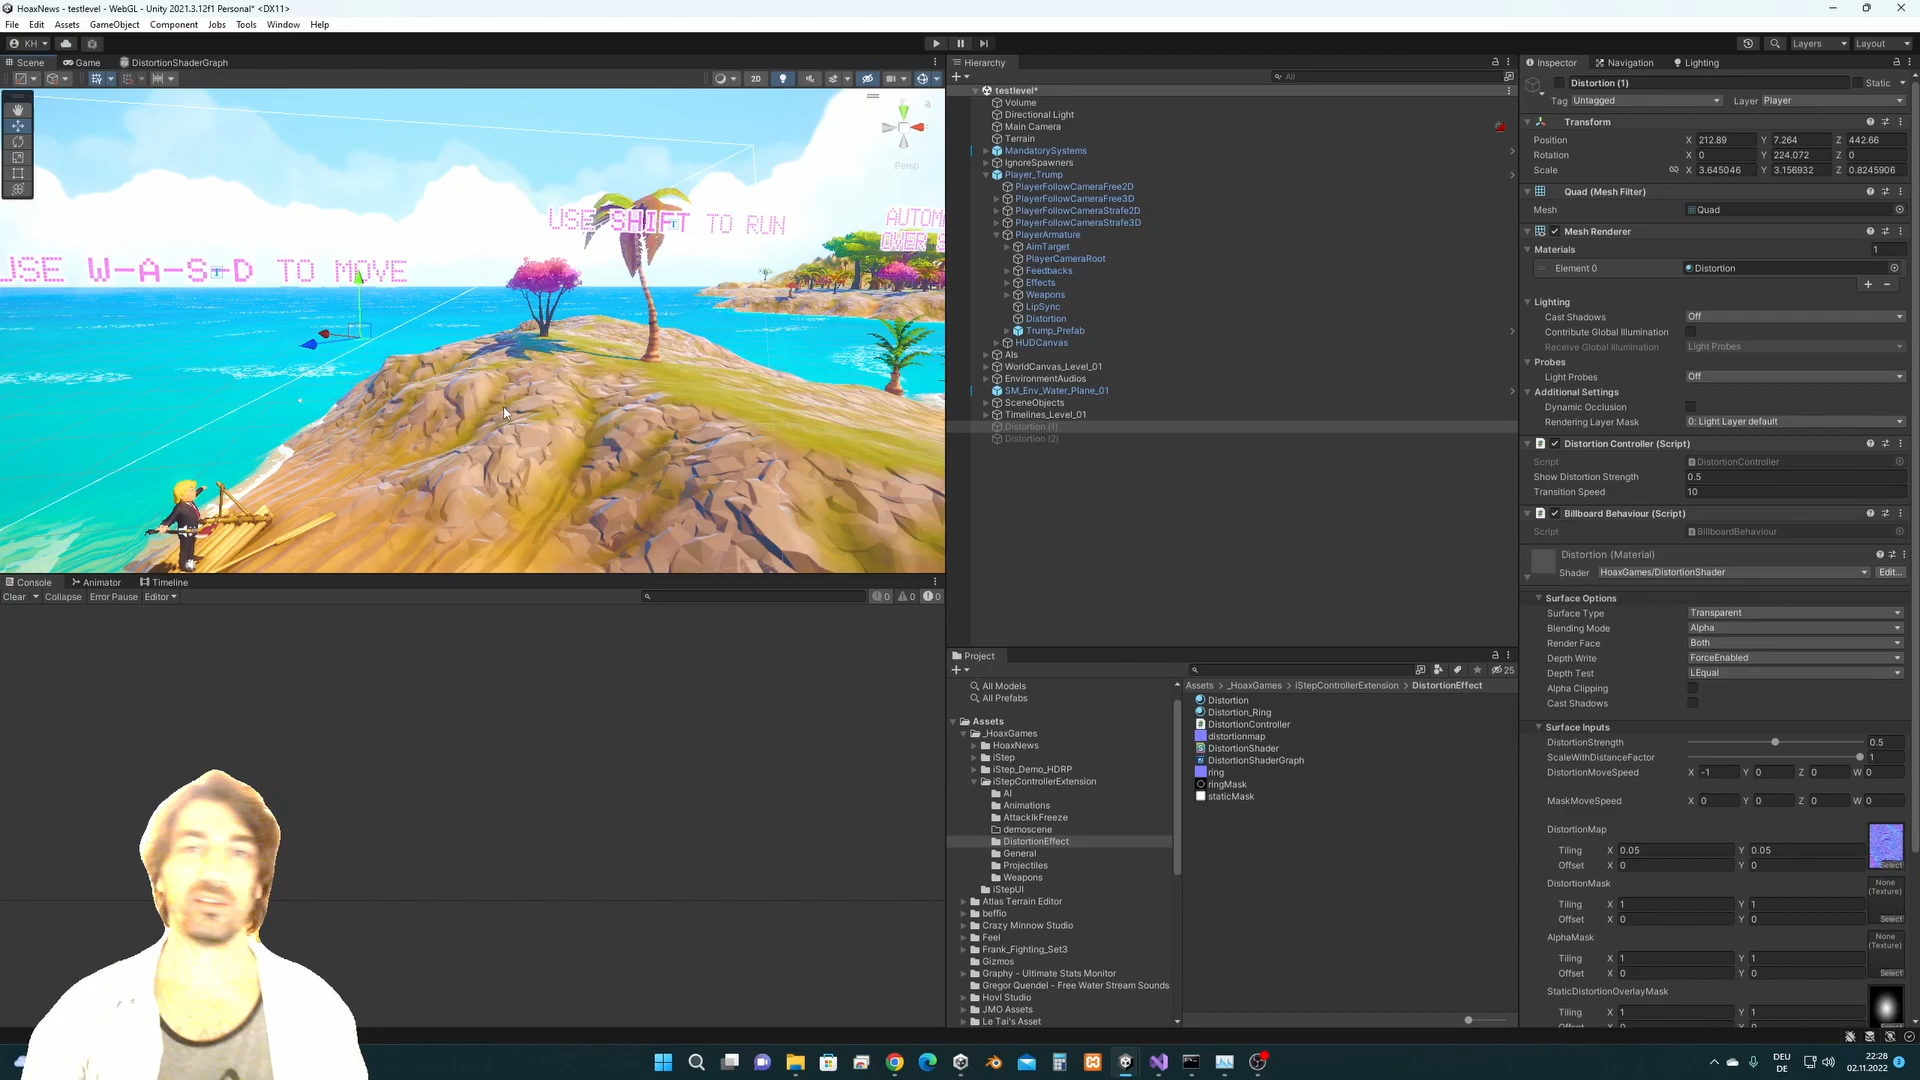 HoaxNews - testlevel - WebGL - Unity 2021.3.12f1 Personal* <DX11>
File Edit Assets GameObject Component Jobs Tools Window Help
KH Layers Layout
Scene Game DistortionShaderGraph
2D
Persp
USE SHIFT TO RUN
AUTOM
OVER S
USE W-A-S-D TO MOVE
Console Animator Timeline
Clear Collapse Error Pause Editor 0 0 0
Hierarchy
All
testlevel*
Volume
Directional Light
Main Camera
Terrain
MandatorySystems
IgnoreSpawners
Player_Trump
PlayerFollowCameraFree2D
PlayerFollowCameraFree3D
PlayerFollowCameraStrafe2D
PlayerFollowCameraStrafe3D
PlayerArmature
AimTarget
PlayerCameraRoot
Feedbacks
Effects
Weapons
LipSync
Distortion
Trump_Prefab
HUDCanvas
AIs
WorldCanvas_Level_01
EnvironmentAudios
SM_Env_Water_Plane_01
SceneObjects
Timelines_Level_01
Distortion (1)
Distortion (2)
Project
25
All Models
All Prefabs
Assets
_HoaxGames
HoaxNews
iStep
iStep_Demo_HDRP
iStepControllerExtension
AI
Animations
AttackIkFreeze
demoscene
DistortionEffect
General
Projectiles
Weapons
iStepUI
Atlas Terrain Editor
beffio
Crazy Minnow Studio
Feel
Frank_Fighting_Set3
Gizmos
Graphy - Ultimate Stats Monitor
Gregor Quendel - Free Water Stream Sounds
Hovl Studio
JMO Assets
Le Tai's Asset
Assets > _HoaxGames > iStepControllerExtension > DistortionEffect
Distortion
Distortion_Ring
DistortionController
distortionmap
DistortionShader
DistortionShaderGraph
ring
ringMask
staticMask
Inspector Navigation Lighting
Distortion (1) Static
Tag Untagged Layer Player
Transform
Position X 212.89 Y 7.264 Z 442.66
Rotation X 0 Y 224.072 Z 0
Scale X 3.645046 Y 3.156932 Z 0.8245906
Quad (Mesh Filter)
Mesh Quad
Mesh Renderer
Materials 1
Element 0 Distortion
Lighting
Cast Shadows Off
Contribute Global Illumination
Receive Global Illumination Light Probes
Probes
Light Probes Off
Additional Settings
Dynamic Occlusion
Rendering Layer Mask 0: Light Layer default
Distortion Controller (Script)
Script DistortionController
Show Distortion Strength 0.5
Transition Speed 10
Billboard Behaviour (Script)
Script BillboardBehaviour
Distortion (Material)
Shader HoaxGames/DistortionShader Edit...
Surface Options
Surface Type Transparent
Blending Mode Alpha
Render Face Both
Depth Write ForceEnabled
Depth Test LEqual
Alpha Clipping
Cast Shadows
Surface Inputs
DistortionStrength 0.5
ScaleWithDistanceFactor 1
DistortionMoveSpeed X -1 Y 0 Z 0 W 0
MaskMoveSpeed X 0 Y 0 Z 0 W 0
DistortionMap
Tiling X 0.05 Y 0.05
Offset X 0 Y 0 Select
DistortionMask None (Texture)
Tiling X 1 Y 1
Offset X 0 Y 0 Select
AlphaMask None (Texture)
Tiling X 1 Y 1
Offset X 0 Y 0 Select
StaticDistortionOverlayMask
Tiling X 1 Y 1
DEU
DE
22:28
02.11.2022
3